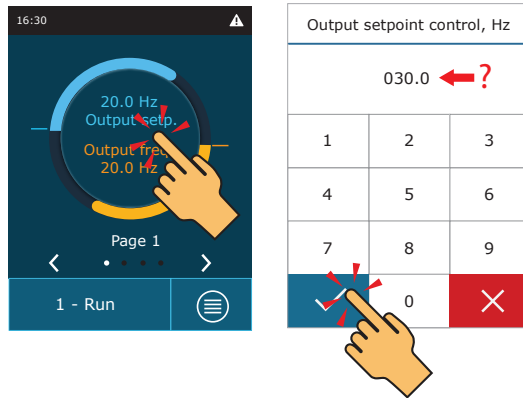 16:30
20.0 Hz
Output setp.
Output freq.
20.0 Hz
Page 1
1 - Run
Output setpoint control, Hz
030.0 ?
1 2 3
4 5 6
7 8 9
0